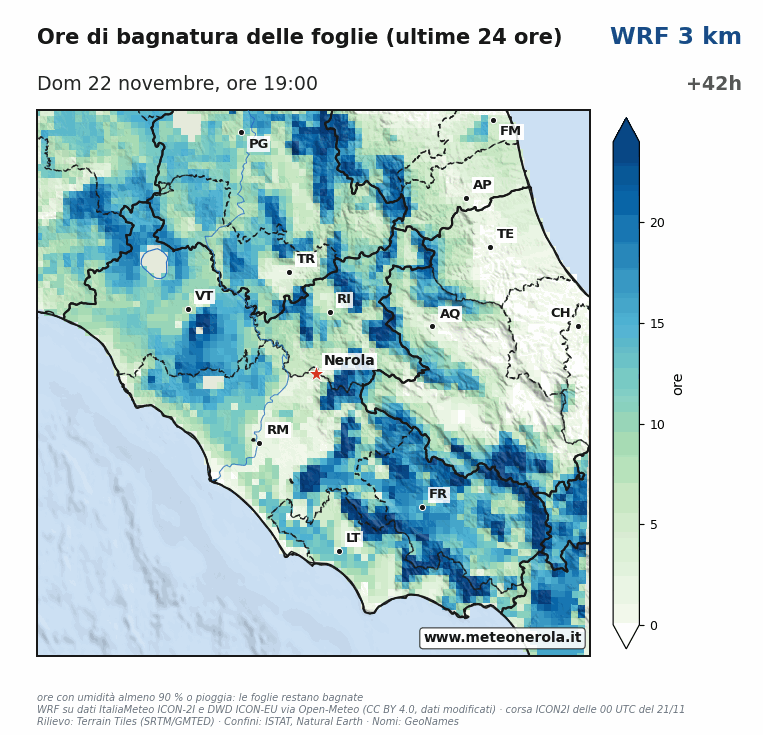 Ore di bagnatura delle foglie (ultime 24 ore)
WRF 3 km
Dom 22 novembre, ore 19:00
+42h
FM
PG
AP
TE
TR
VT
RI
AQ
CH
Nerola
RM
FR
LT
20
15
10
5
0
ore
www.meteonerola.it
ore con umidità almeno 90 % o pioggia: le foglie restano bagnate
WRF su dati ItaliaMeteo ICON-2I e DWD ICON-EU via Open-Meteo (CC BY 4.0, dati modificati) · corsa ICON2I delle 00 UTC del 21/11
Rilievo: Terrain Tiles (SRTM/GMTED) · Confini: ISTAT, Natural Earth · Nomi: GeoNames